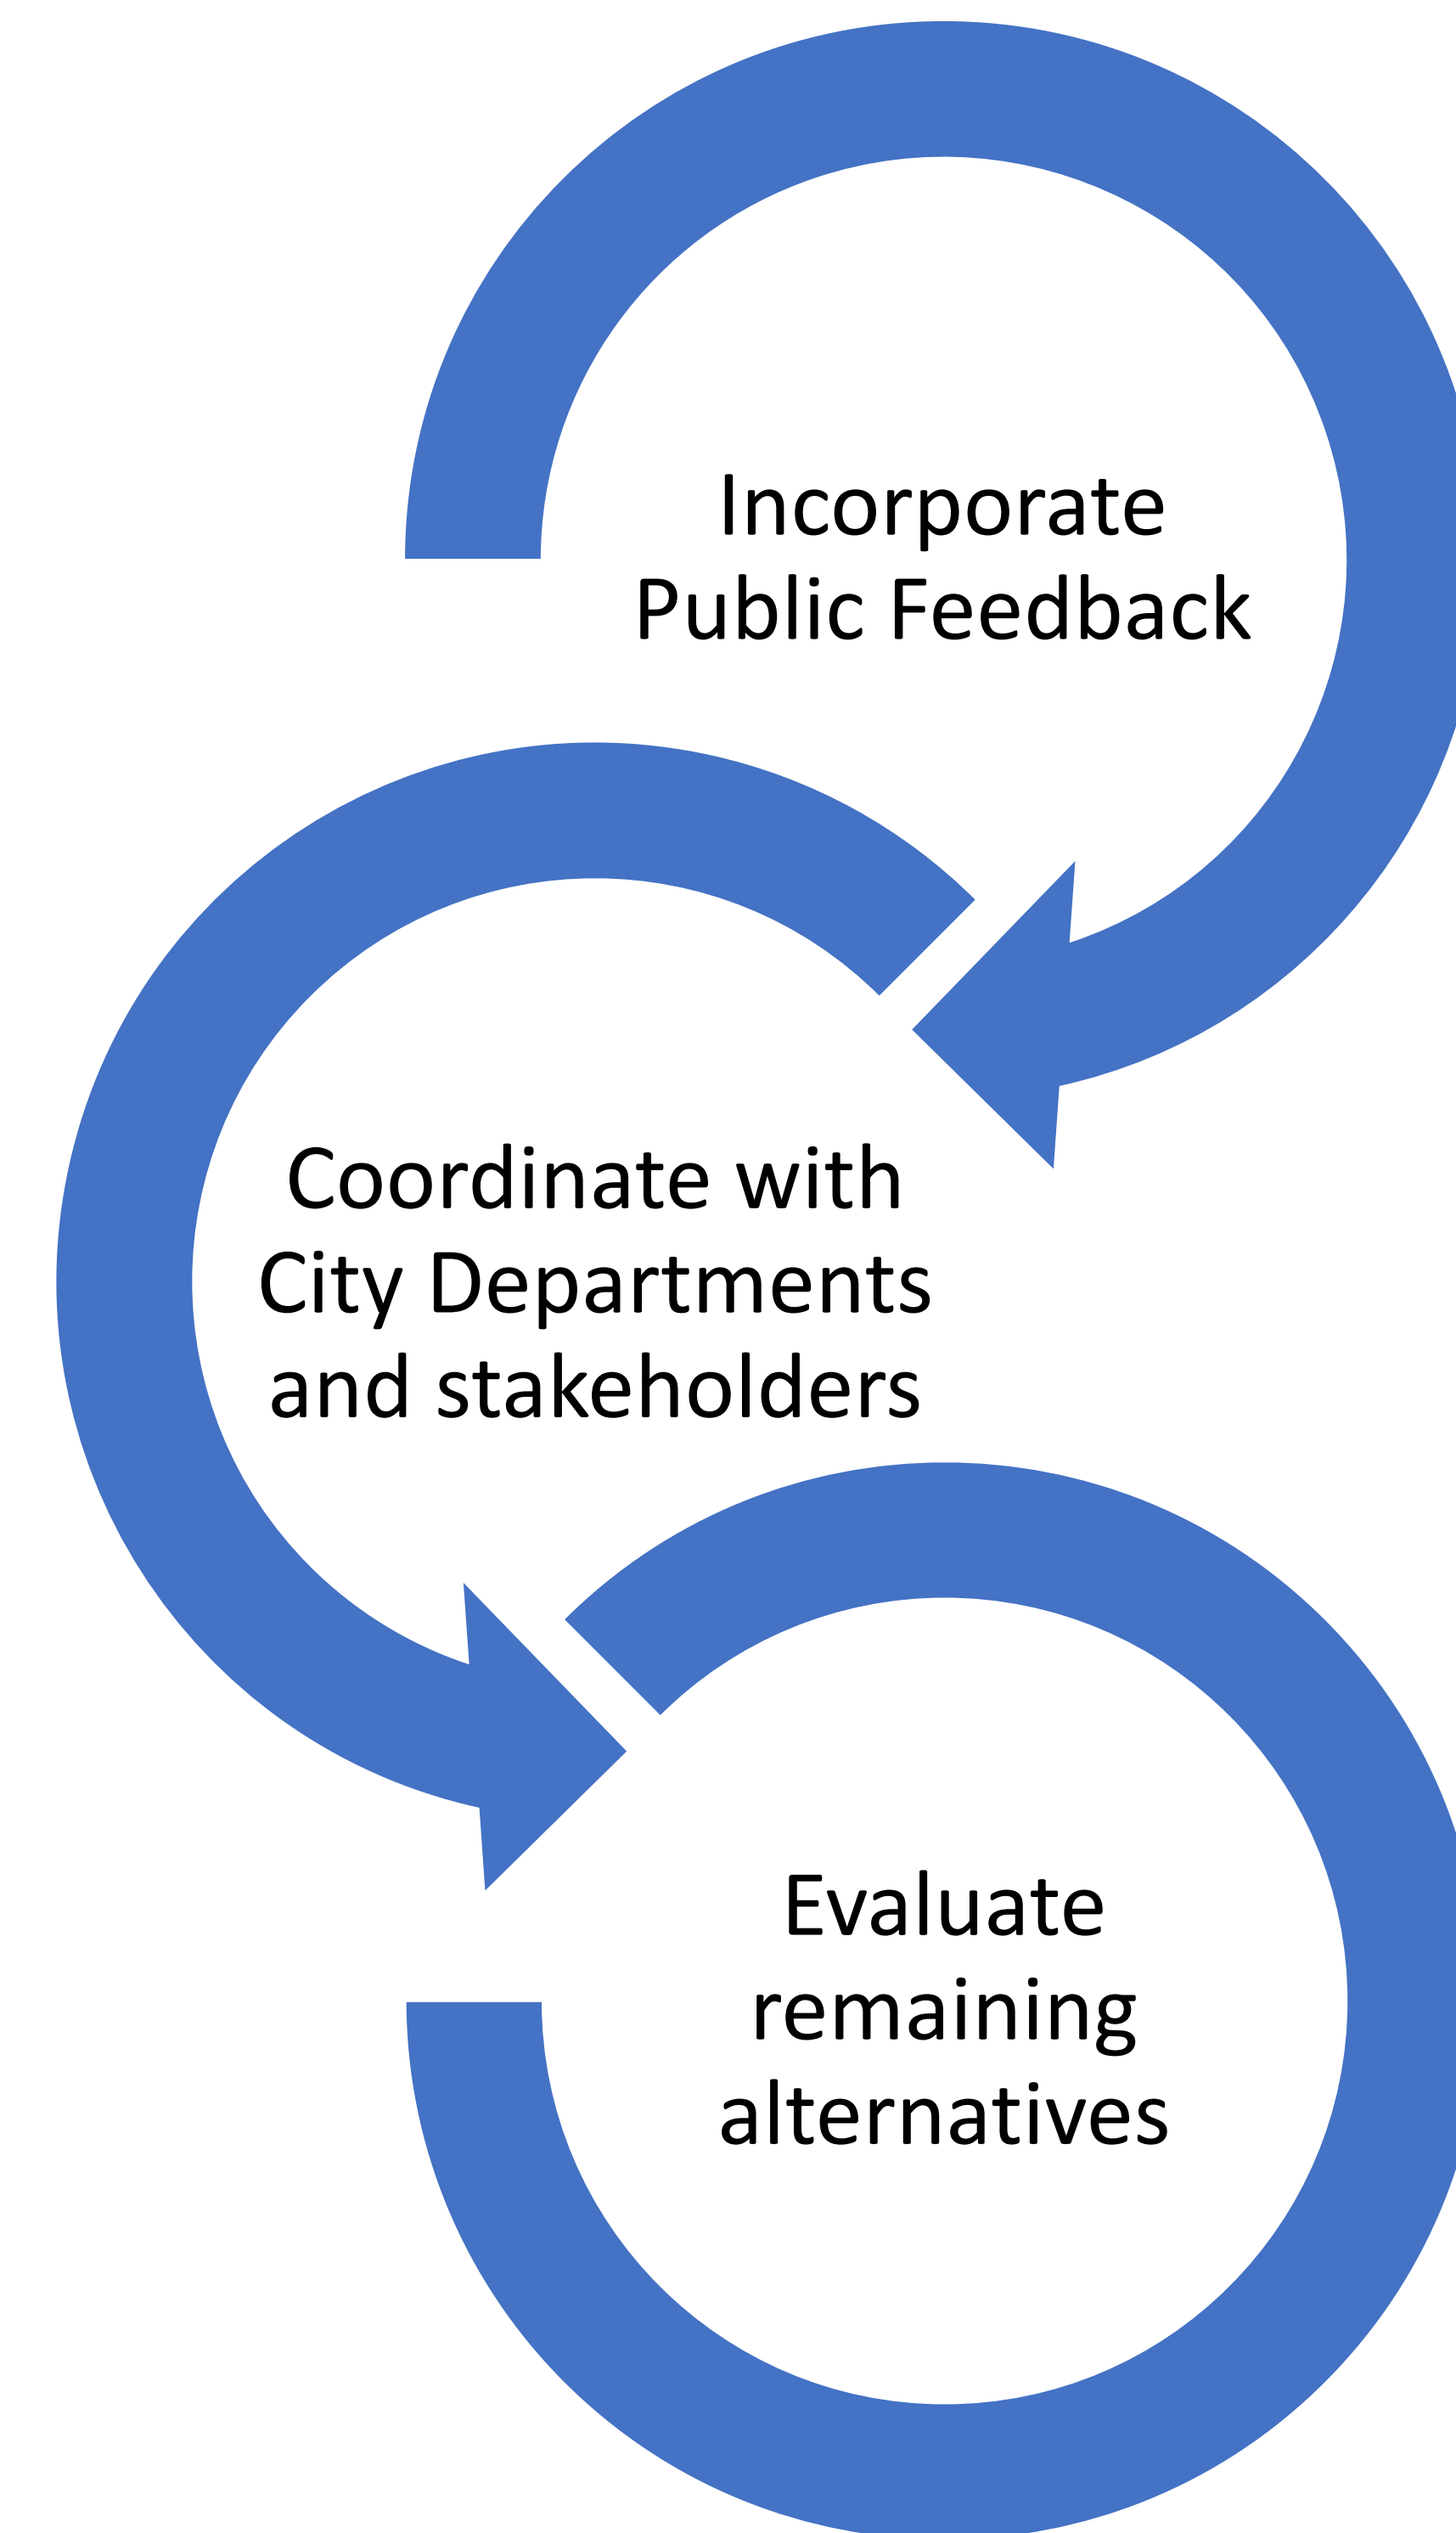 Incorporate
Public Feedback
Coordinate with
City Departments
and stakeholders
Evaluate
remaining
alternatives